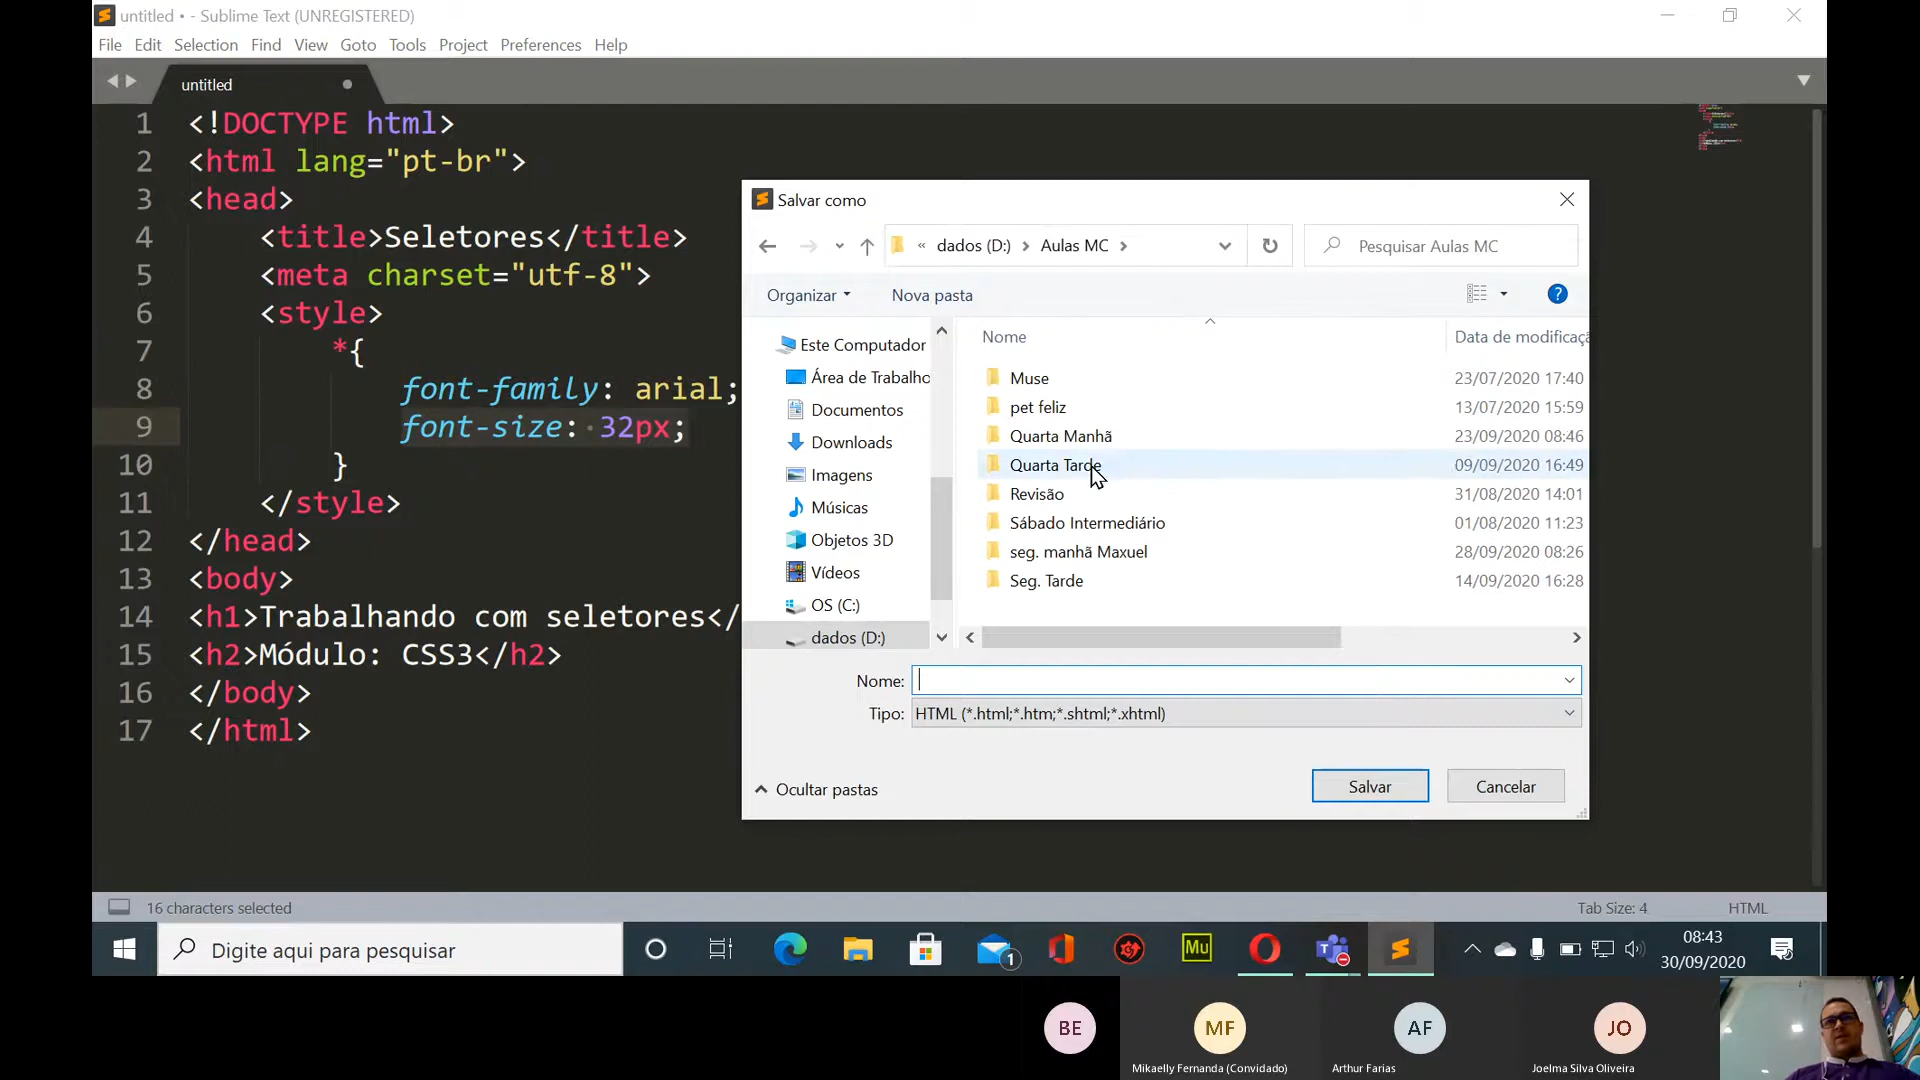 untitled • - Sublime Text (UNREGISTERED)
File Edit Selection Find View Goto Tools Project Preferences Help
untitled
1 <!DOCTYPE html>
2 <html lang="pt-br">
3 <head>
4 <title>Seletores</title>
5 <meta charset="utf-8">
6 <style>
7 *{
8 font-family: arial;
9 font-size: 32px;
10 }
11 </style>
12 </head>
13 <body>
14 <h1>Trabalhando com seletores</
15 <h2>Módulo: CSS3</h2>
16 </body>
17 </html>
Salvar como
« dados (D:) > Aulas MC >
Pesquisar Aulas MC
Organizar Nova pasta
?
Este Computador
Área de Trabalho
Documentos
Downloads
Imagens
Músicas
Objetos 3D
Vídeos
OS (C:)
dados (D:)
Nome Data de modificaçã
Muse 23/07/2020 17:40
pet feliz 13/07/2020 15:59
Quarta Manhã 23/09/2020 08:46
Quarta Tarde 09/09/2020 16:49
Revisão 31/08/2020 14:01
Sábado Intermediário 01/08/2020 11:23
seg. manhã Maxuel 28/09/2020 08:26
Seg. Tarde 14/09/2020 16:28
Nome:
Tipo: HTML (*.html;*.htm;*.shtml;*.xhtml)
Ocultar pastas
Salvar Cancelar
16 characters selected
Tab Size: 4 HTML
Digite aqui para pesquisar
1
Mu
08:43
30/09/2020
BE
MF
AF
JO
Mikaelly Fernanda (Convidado)
Arthur Farias
Joelma Silva Oliveira